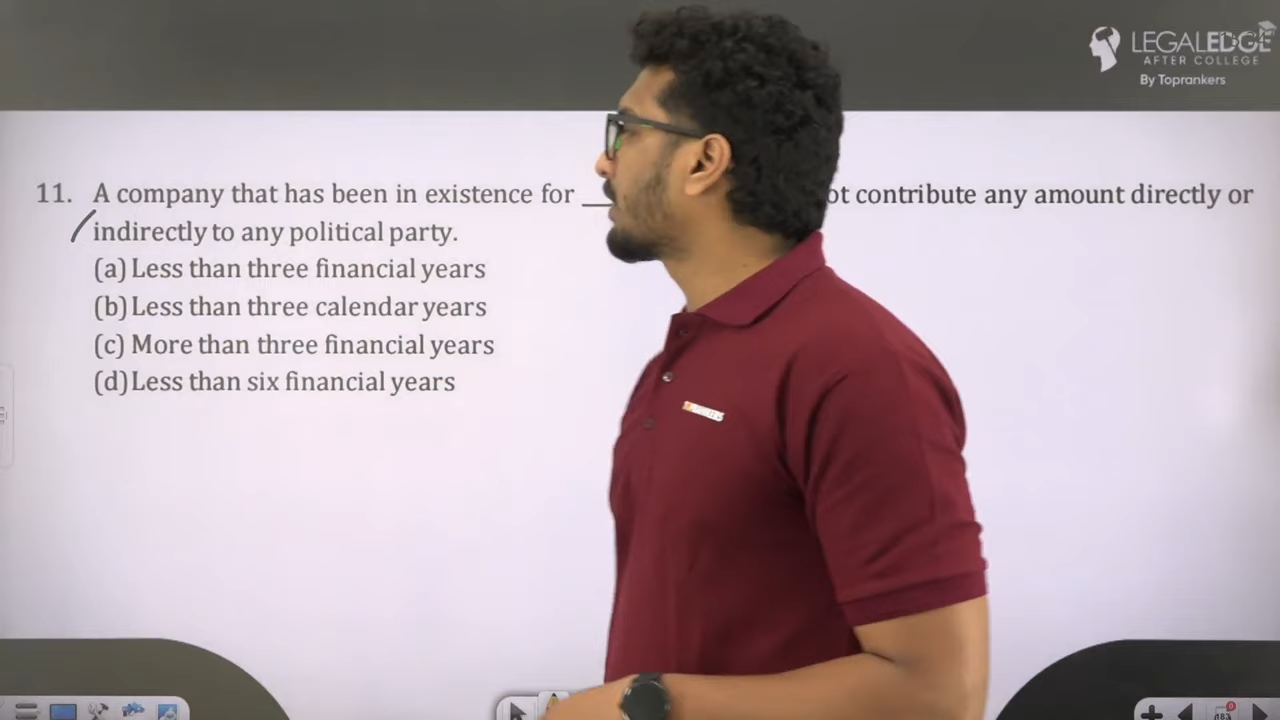 LEGALEDGE
AFTER COLLEGE
By Toprankers
11. A company that has been in existence for ___ ot contribute any amount directly or
indirectly to any political party.
(a) Less than three financial years
(b) Less than three calendar years
(c) More than three financial years
(d) Less than six financial years